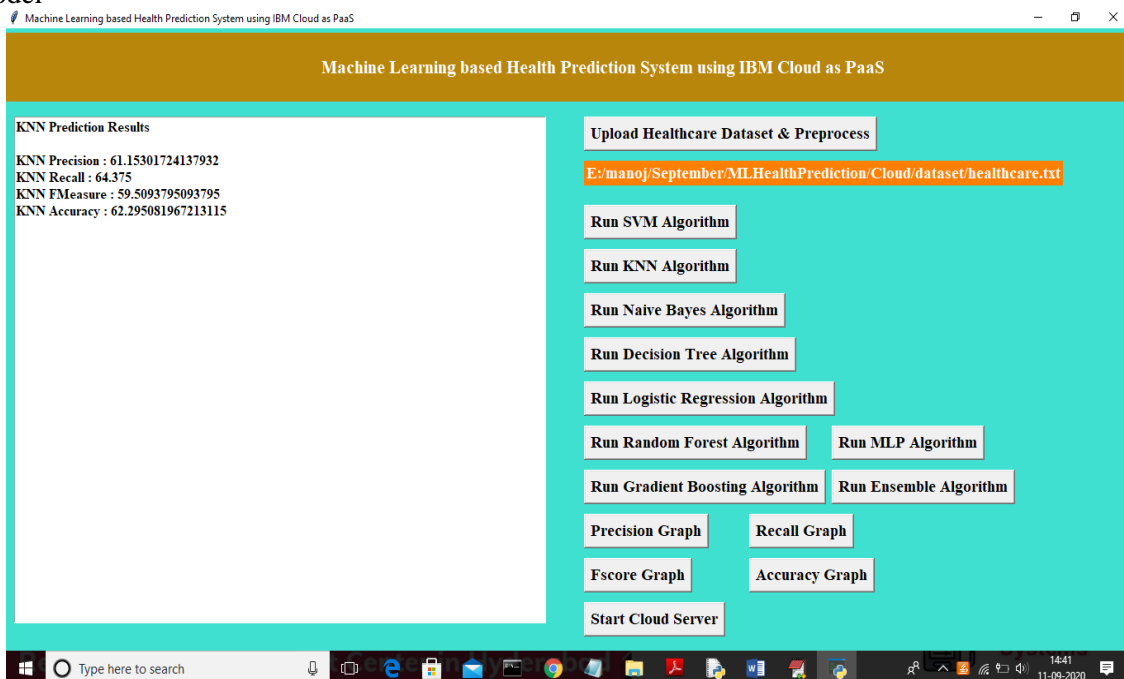 Machine Learning based Health Prediction System using IBM Cloud as PaaS
Machine Learning based Health Prediction System using IBM Cloud as PaaS
KNN Prediction Results
KNN Precision : 61.15301724137932
KNN Recall : 64.375
KNN FMeasure : 59.5093795093795
KNN Accuracy : 62.295081967213115
Upload Healthcare Dataset & Preprocess
E:/manoj/September/MLHealthPrediction/Cloud/dataset/healthcare.txt
Run SVM Algorithm
Run KNN Algorithm
Run Naive Bayes Algorithm
Run Decision Tree Algorithm
Run Logistic Regression Algorithm
Run Random Forest Algorithm
Run MLP Algorithm
Run Gradient Boosting Algorithm
Run Ensemble Algorithm
Precision Graph
Recall Graph
Fscore Graph
Accuracy Graph
Start Cloud Server
Type here to search
14:41
11-09-2020